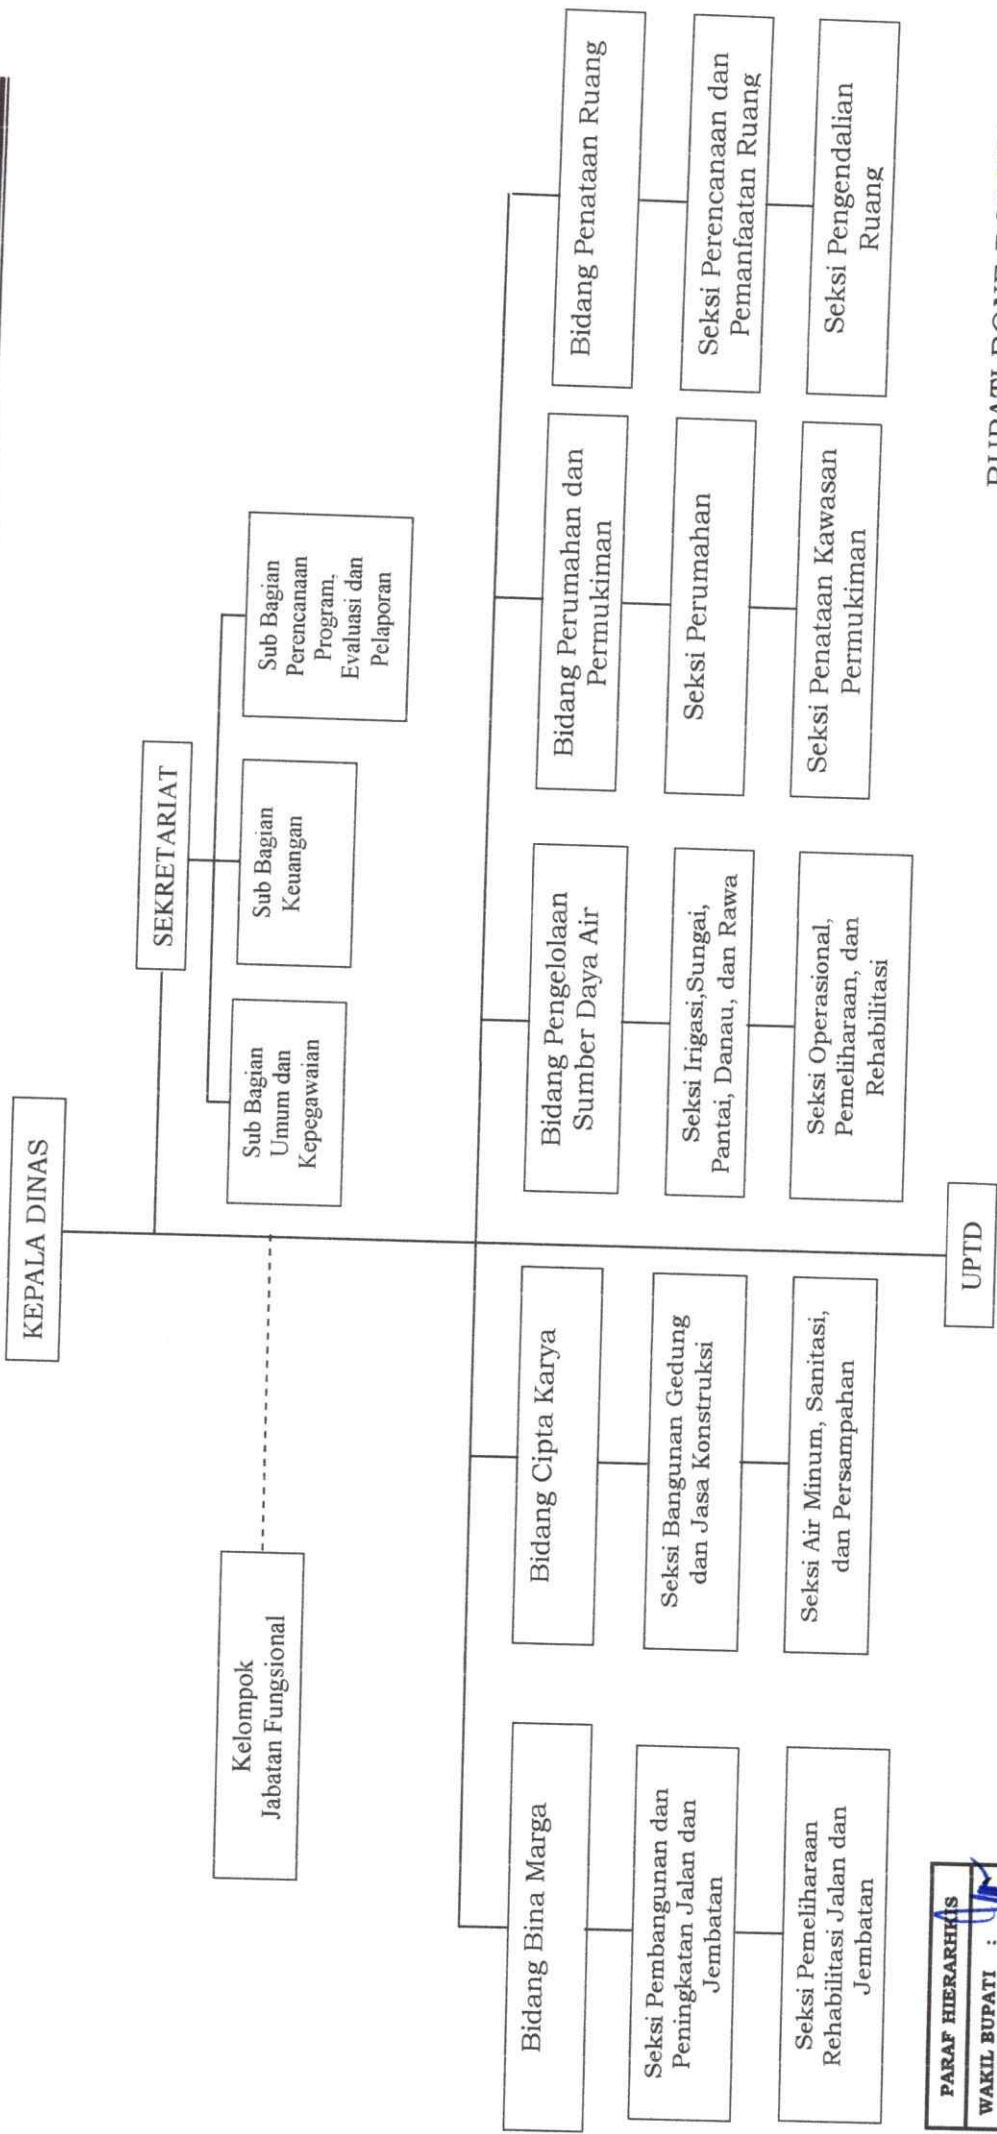 KEPALA DINAS
SEKRETARIAT
Kelompok
Jabatan Fungsional
Sub Bagian
Umum dan
Kepegawaian
Sub Bagian
Keuangan
Sub Bagian
Perencanaan
Program,
Evaluasi dan
Pelaporan
Bidang Bina Marga
Seksi Pembangunan dan
Peningkatan Jalan dan
Jembatan
Seksi Pemeliharaan
Rehabilitasi Jalan dan
Jembatan
Bidang Cipta Karya
Seksi Bangunan Gedung
dan Jasa Konstruksi
Seksi Air Minum, Sanitasi,
dan Persampahan
Bidang Pengelolaan
Sumber Daya Air
Seksi Irigasi,Sungai,
Pantai, Danau, dan Rawa
Seksi Operasional,
Pemeliharaan, dan
Rehabilitasi
Bidang Perumahan dan
Permukiman
Seksi Perumahan
Seksi Penataan Kawasan
Permukiman
Bidang Penataan Ruang
Seksi Perencanaan dan
Pemanfaatan Ruang
Seksi Pengendalian
Ruang
UPTD
PARAF HIERARHKIS
WAKIL BUPATI :
BUPATI BONE